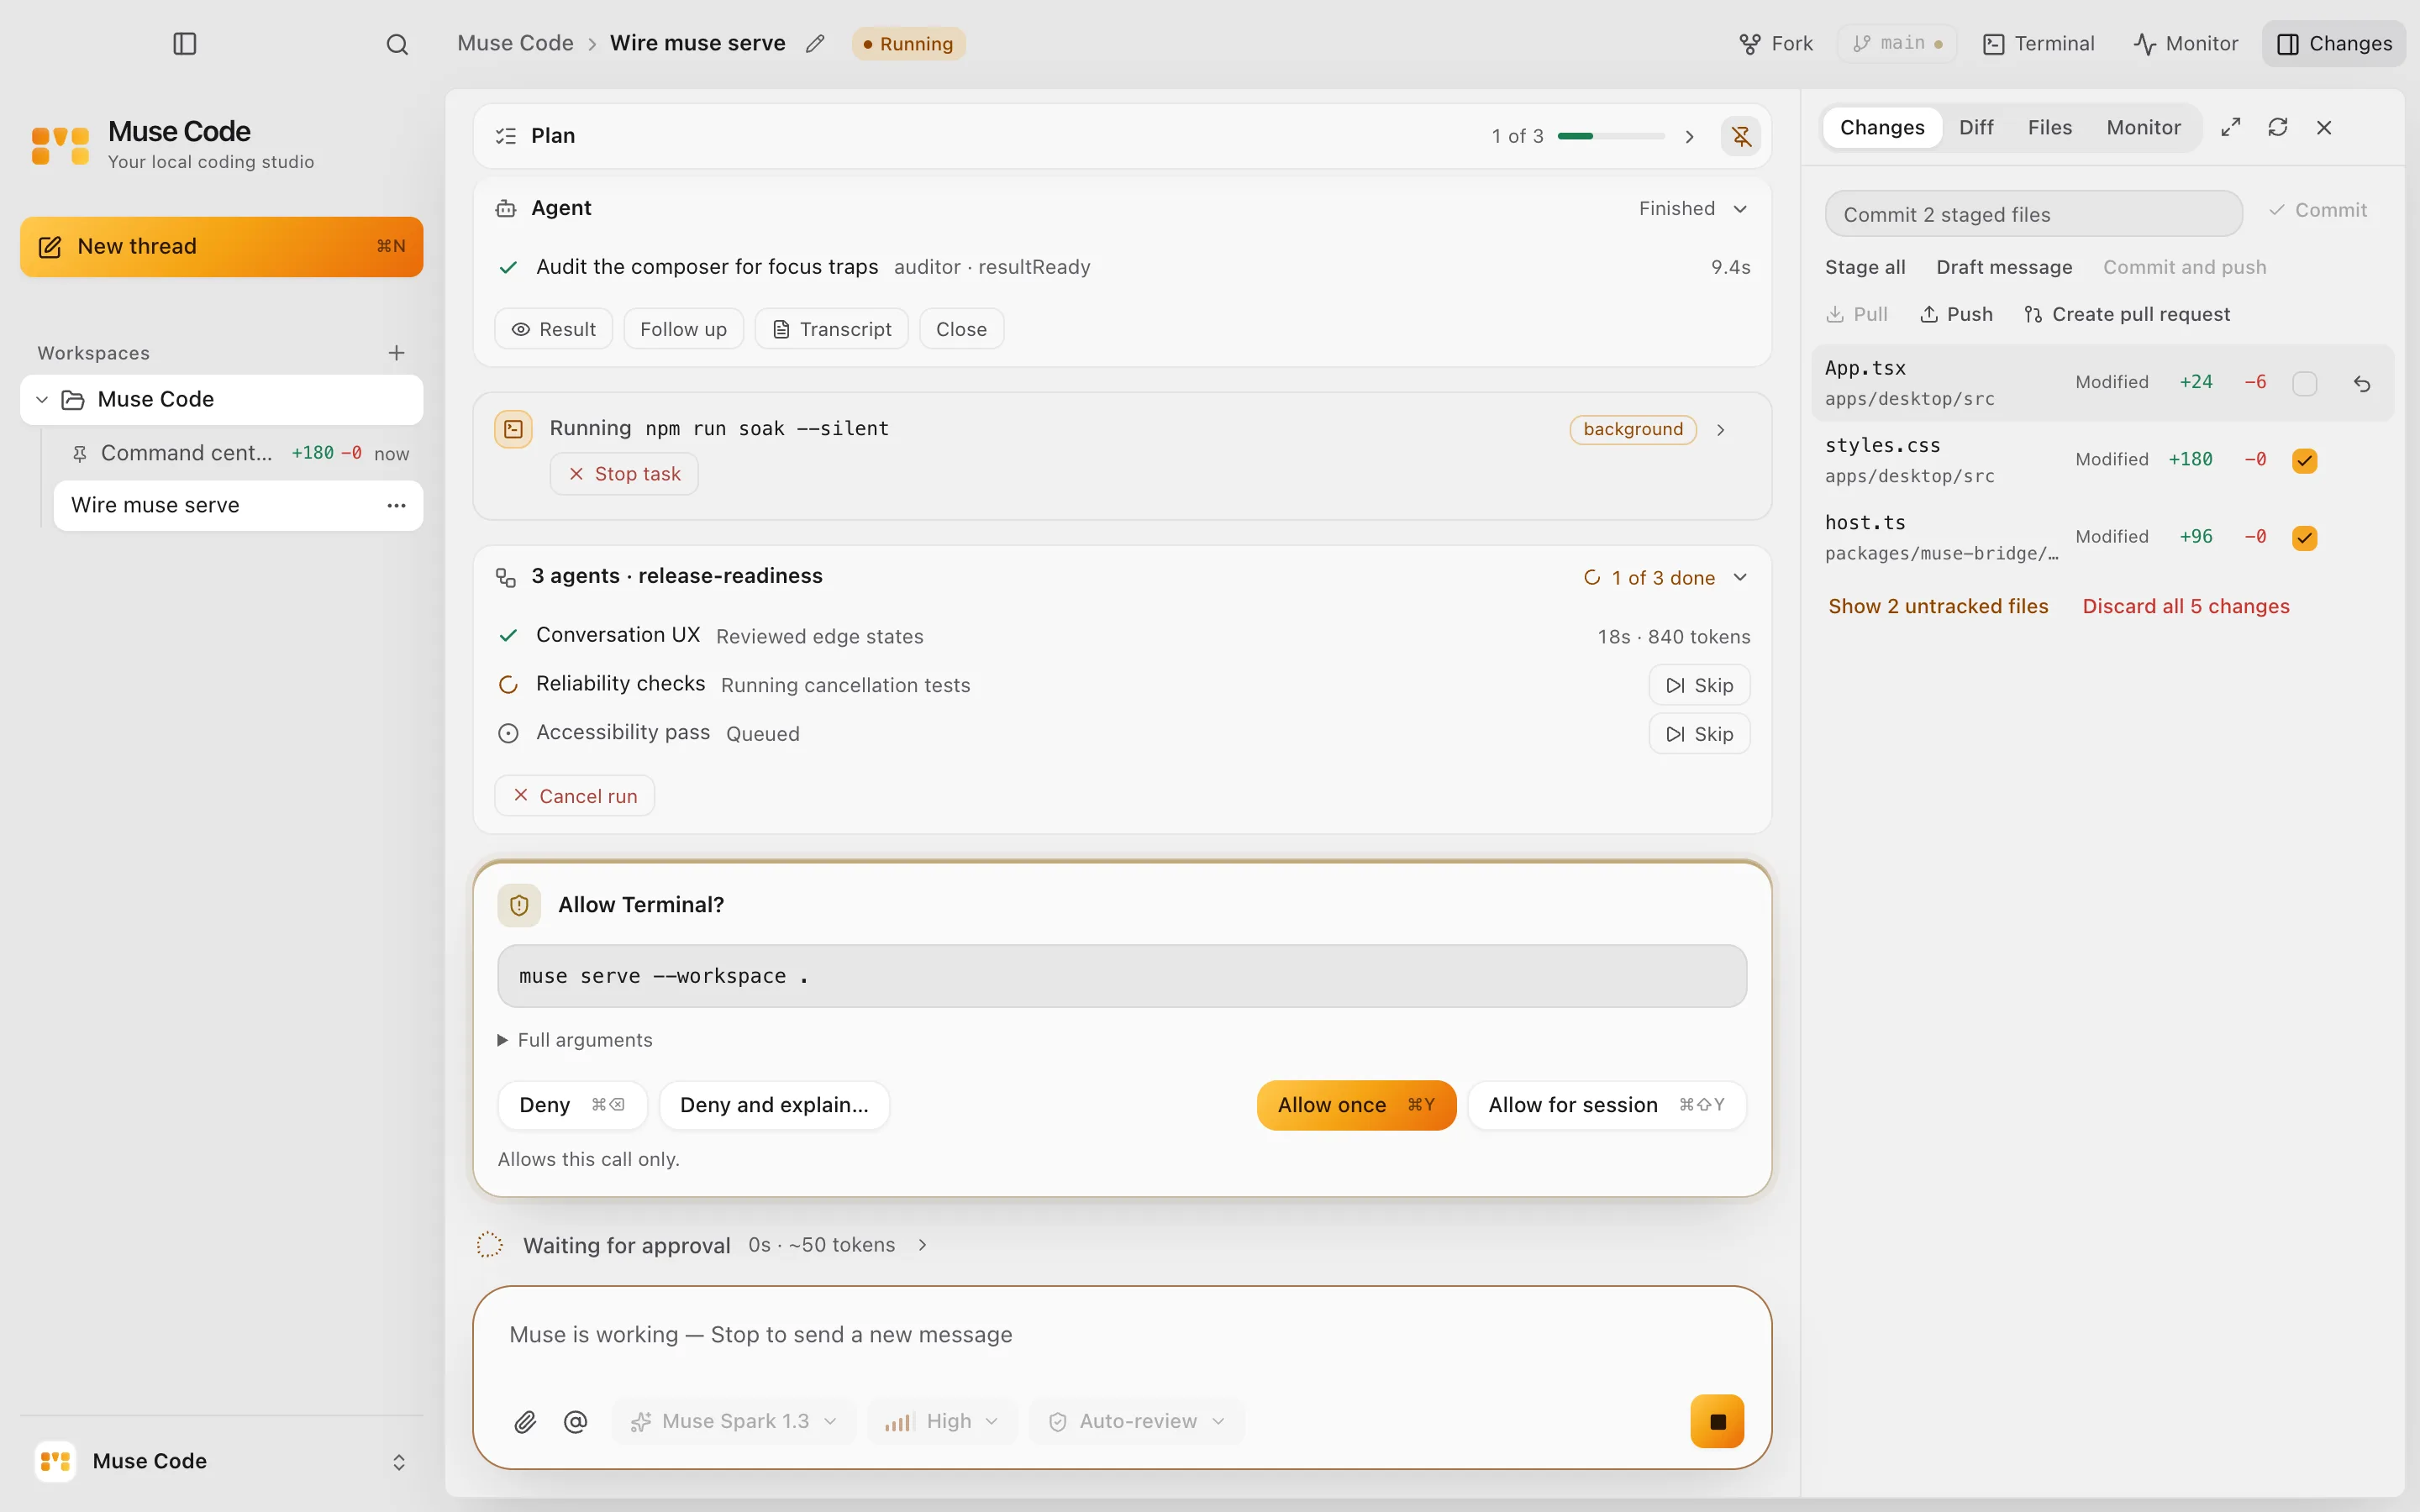 Muse Code
Your local coding studio
New thread ⌘N
Workspaces
Muse Code
Command cent... +180 −0 now
Wire muse serve
Muse Code
Muse Code › Wire muse serve
Running
Fork
main
Terminal
Monitor
Changes
Plan
1 of 3
Agent
Finished
Audit the composer for focus traps auditor · resultReady
9.4s
Result
Follow up
Transcript
Close
Running npm run soak --silent
background
Stop task
3 agents · release-readiness
1 of 3 done
Conversation UX Reviewed edge states
18s · 840 tokens
Reliability checks Running cancellation tests
Skip
Accessibility pass Queued
Skip
Cancel run
Allow Terminal?
muse serve --workspace .
Full arguments
Deny ⌘⌫
Deny and explain...
Allow once ⌘Y
Allow for session ⌘⇧Y
Allows this call only.
Waiting for approval 0s · ~50 tokens
Muse is working — Stop to send a new message
Muse Spark 1.3
High
Auto-review
Changes
Diff
Files
Monitor
Commit 2 staged files
Commit
Stage all
Draft message
Commit and push
Pull
Push
Create pull request
App.tsx
apps/desktop/src
Modified +24 −6
styles.css
apps/desktop/src
Modified +180 −0
host.ts
packages/muse-bridge/…
Modified +96 −0
Show 2 untracked files
Discard all 5 changes